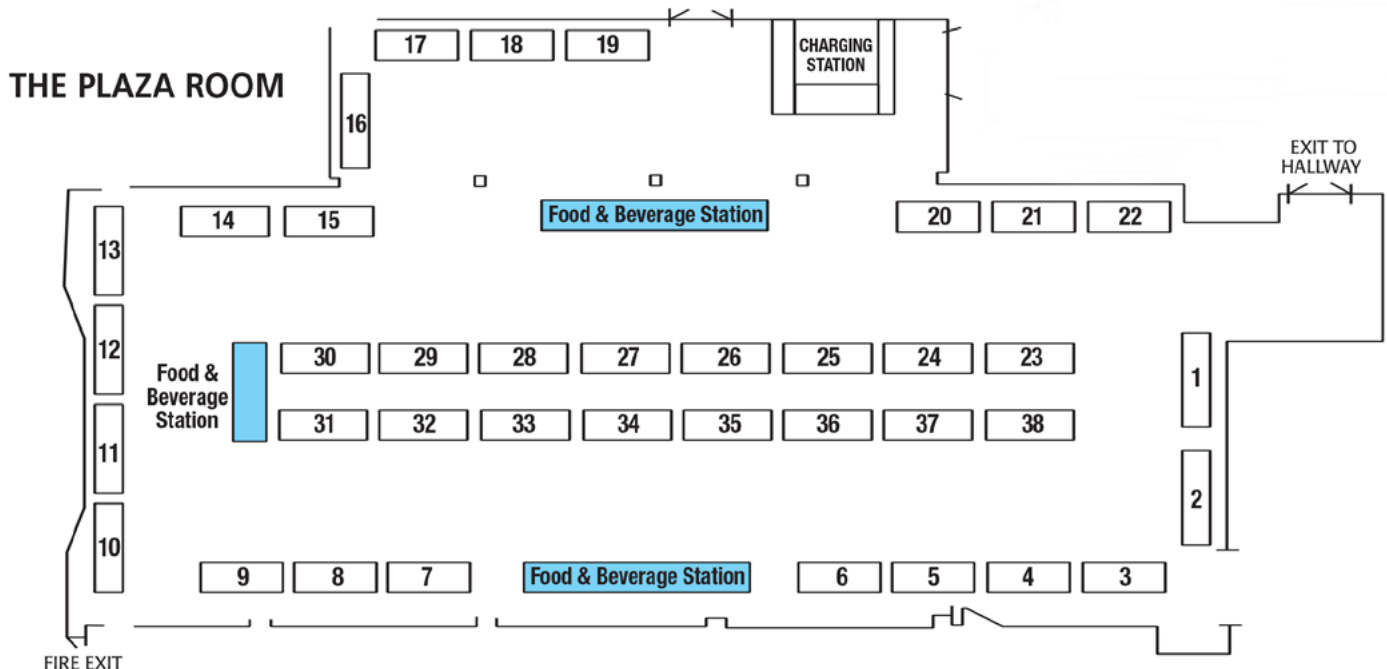 THE PLAZA ROOM
17 18 19
CHARGING
STATION
16
EXIT TO
HALLWAY
14 15
Food & Beverage Station
20 21 22
13
12
11
10
Food &
Beverage
Station
30 29 28 27 26 25 24 23
31 32 33 34 35 36 37 38
1
2
9 8 7
Food & Beverage Station
6 5 4 3
FIRE EXIT